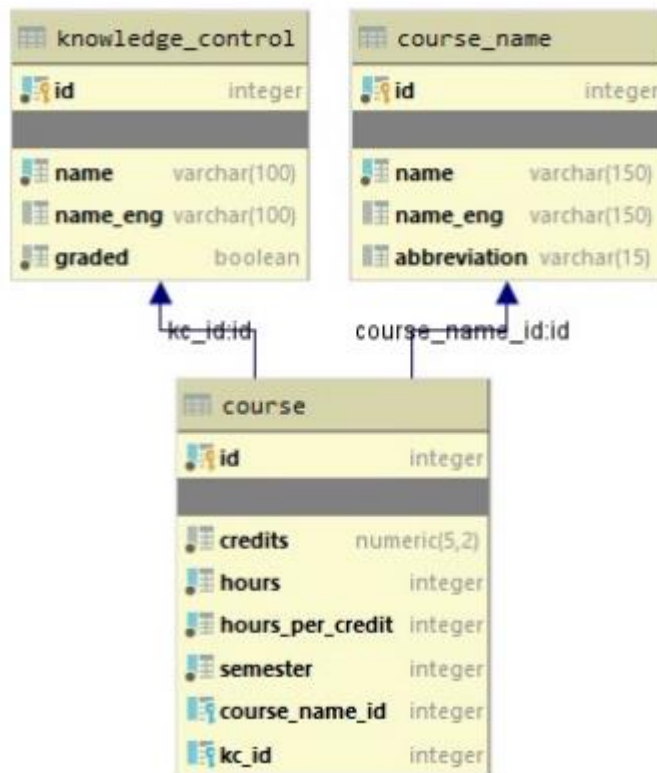 knowledge_control
id integer
name varchar(100)
name_eng varchar(100)
graded boolean
course_name
id integer
name varchar(150)
name_eng varchar(150)
abbreviation varchar(15)
kc_id:id
course_name_id:id
course
id integer
credits numeric(5,2)
hours integer
hours_per_credit integer
semester integer
course_name_id integer
kc_id integer